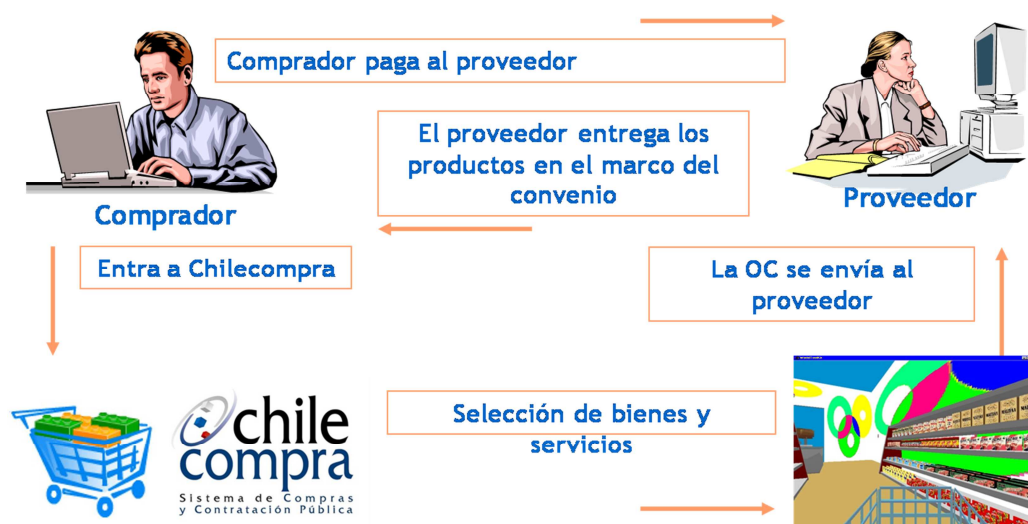 Comprador paga al proveedor
El proveedor entrega los
productos en el marco del
convenio
Comprador
Proveedor
Entra a Chilecompra
La OC se envía al
proveedor
chile
compra
Sistema de Compras
y Contratación Pública
Selección de bienes y
servicios